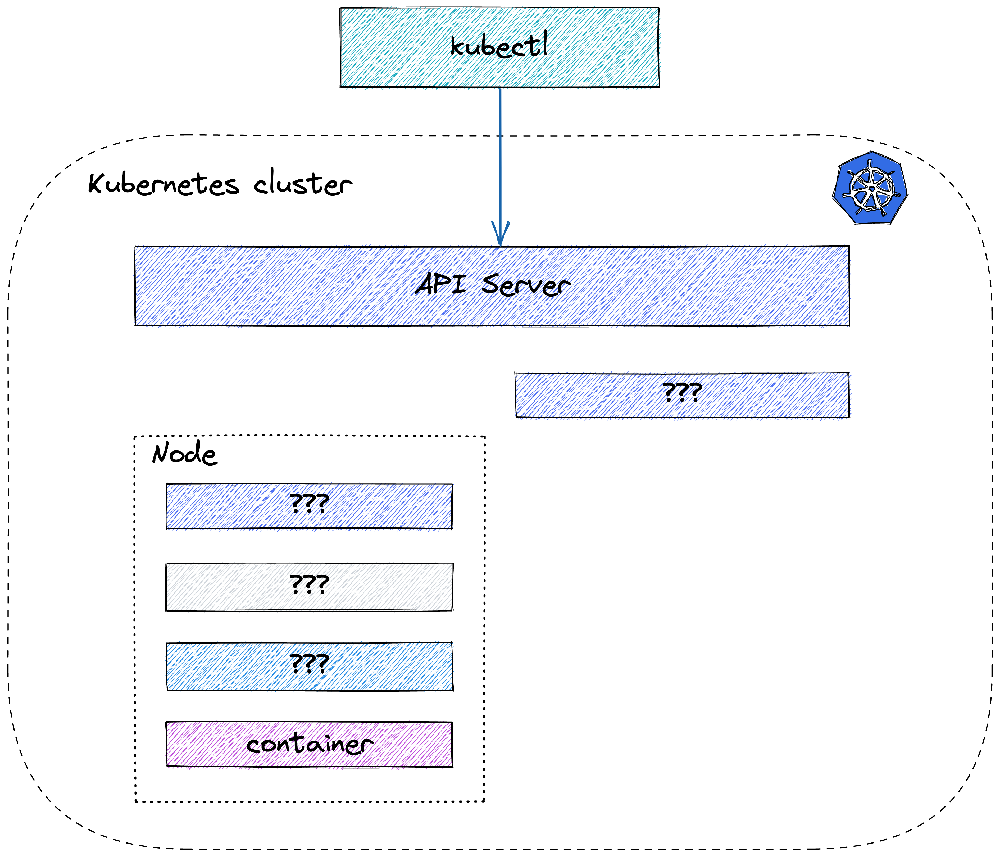 kubectl
Kubernetes cluster
API Server
???
Node
???
???
???
container